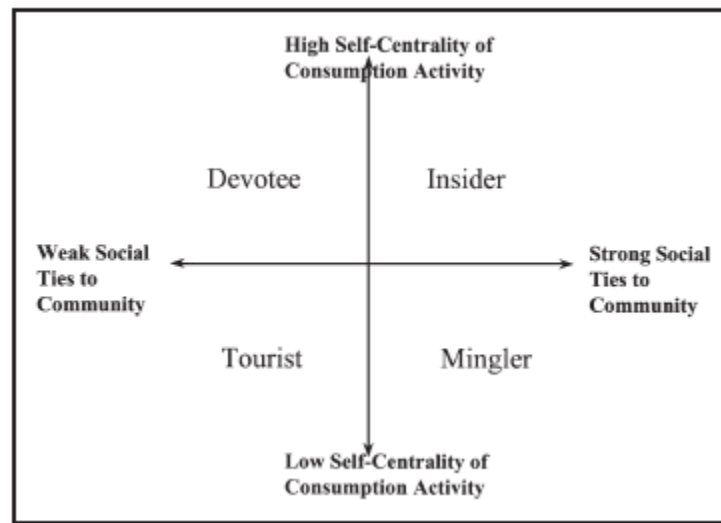 High Self-Centrality of
Consumption Activity
Devotee
Insider
Weak Social
Ties to
Community
Strong Social
Ties to
Community
Tourist
Mingler
Low Self-Centrality of
Consumption Activity